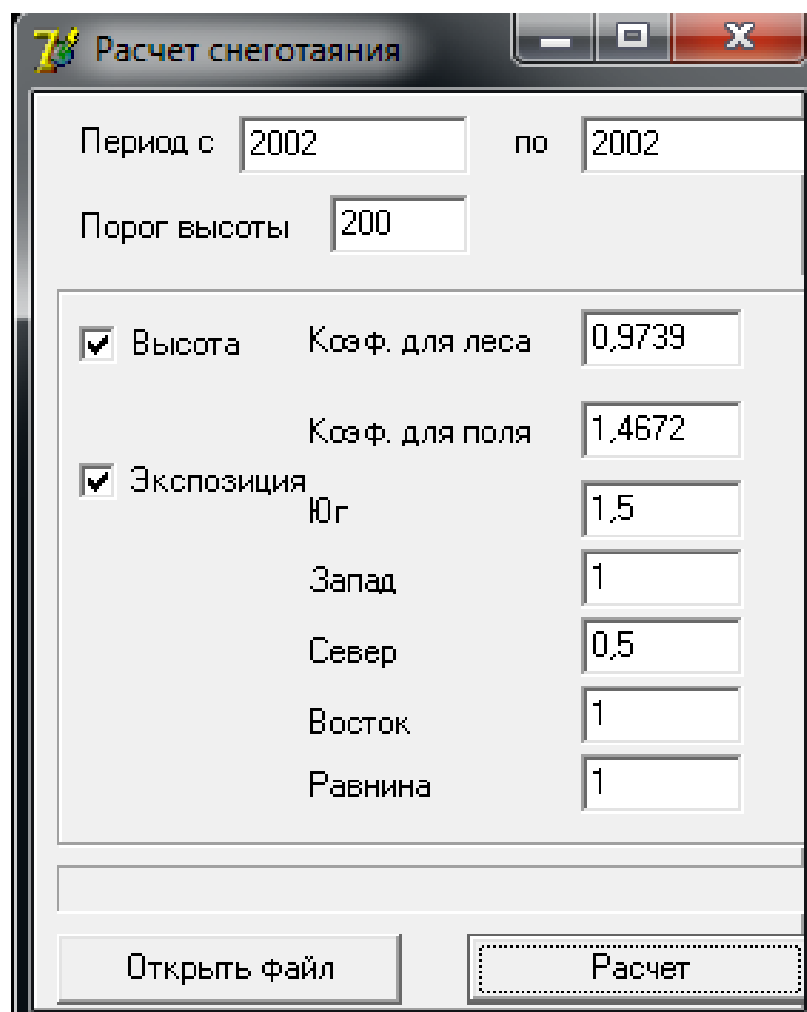 Расчет снеготаяния
Период с 2002 по 2002
Порог высоты 200
Высота Коэф. для леса 0,9739
Коэф. для поля 1,4672
Экспозиция
Юг 1,5
Запад 1
Север 0,5
Восток 1
Равнина 1
Открыть файл Расчет